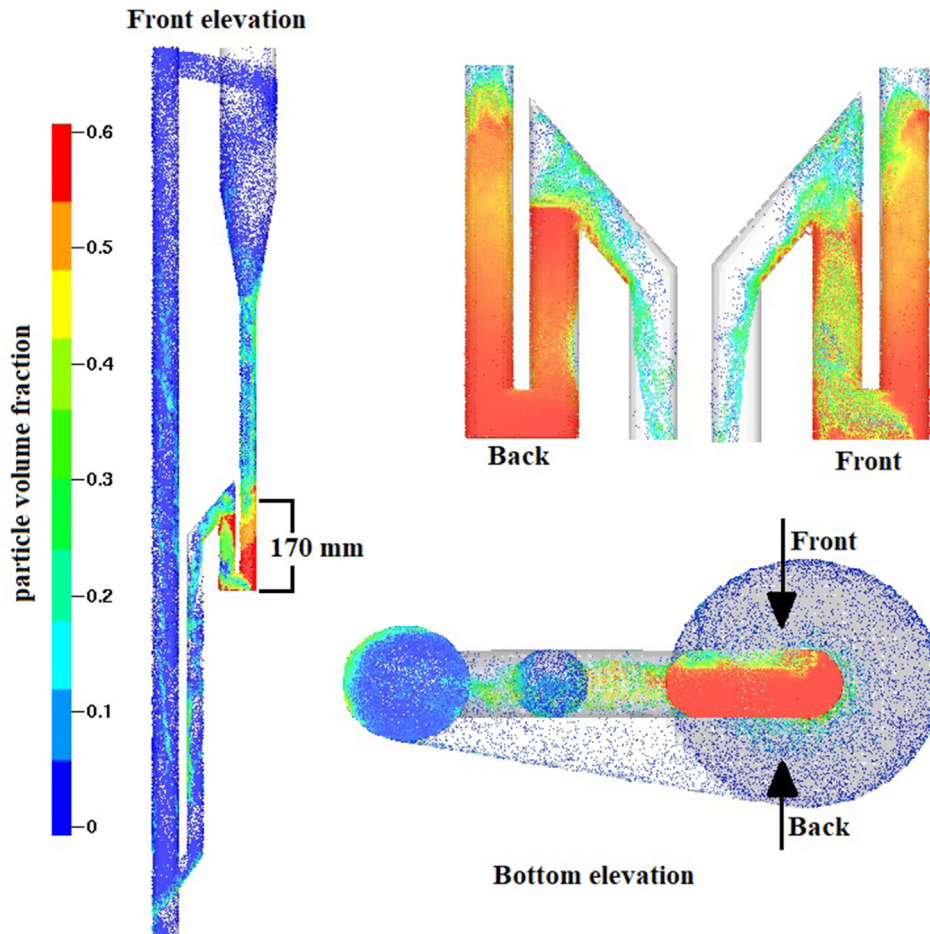 Front elevation
0.6
0.5
0.4
0.3
0.2
0.1
0
particle volume fraction
170 mm
Back
Front
Front
Back
Bottom elevation